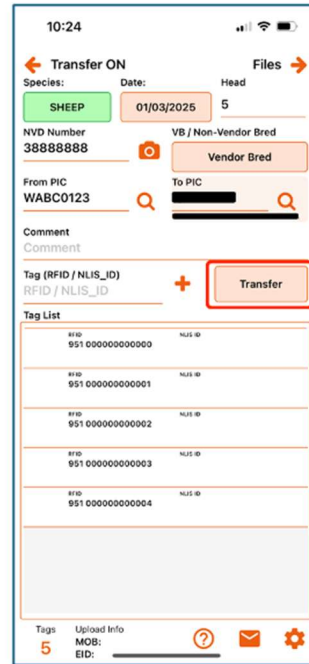 10:24
Transfer ON Files
Species: Date: Head
SHEEP 01/03/2025 5
NVD Number VB / Non-Vendor Bred
38888888 Vendor Bred
From PIC To PIC
WABC0123
Comment
Comment
Tag (RFID / NLIS_ID)
RFID / NLIS_ID + Transfer
Tag List
RFID NLIS ID
951 000000000000
RFID NLIS ID
951 000000000001
RFID NLIS ID
951 000000000002
RFID NLIS ID
951 000000000003
RFID NLIS ID
951 000000000004
Tags Upload Info
5 MOB:
EID: